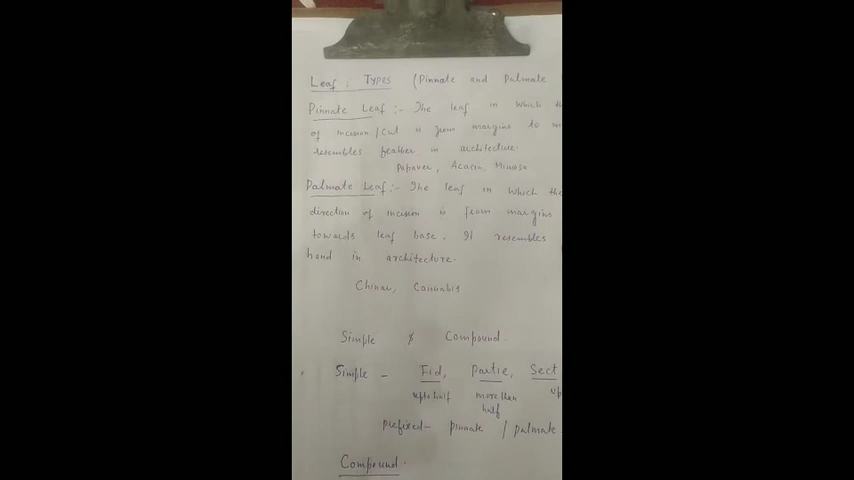 Leaf : TYPES (Pinnate and Palmate
Pinnate Leaf :- The leaf in which th
of incision/cut is from margins to m
resembles feather in architecture.
Papaver, Acacia, Mimosa
Palmate Leaf :- The leaf in which the
direction of incision is from margins
towards leaf base. It resembles
hand in architecture.
Chinar, Cannabis
Simple & Compound.
Simple - Fid, Partie, Sect
upto half more than up
half
prefixed - pinnate / palmate
Compound.